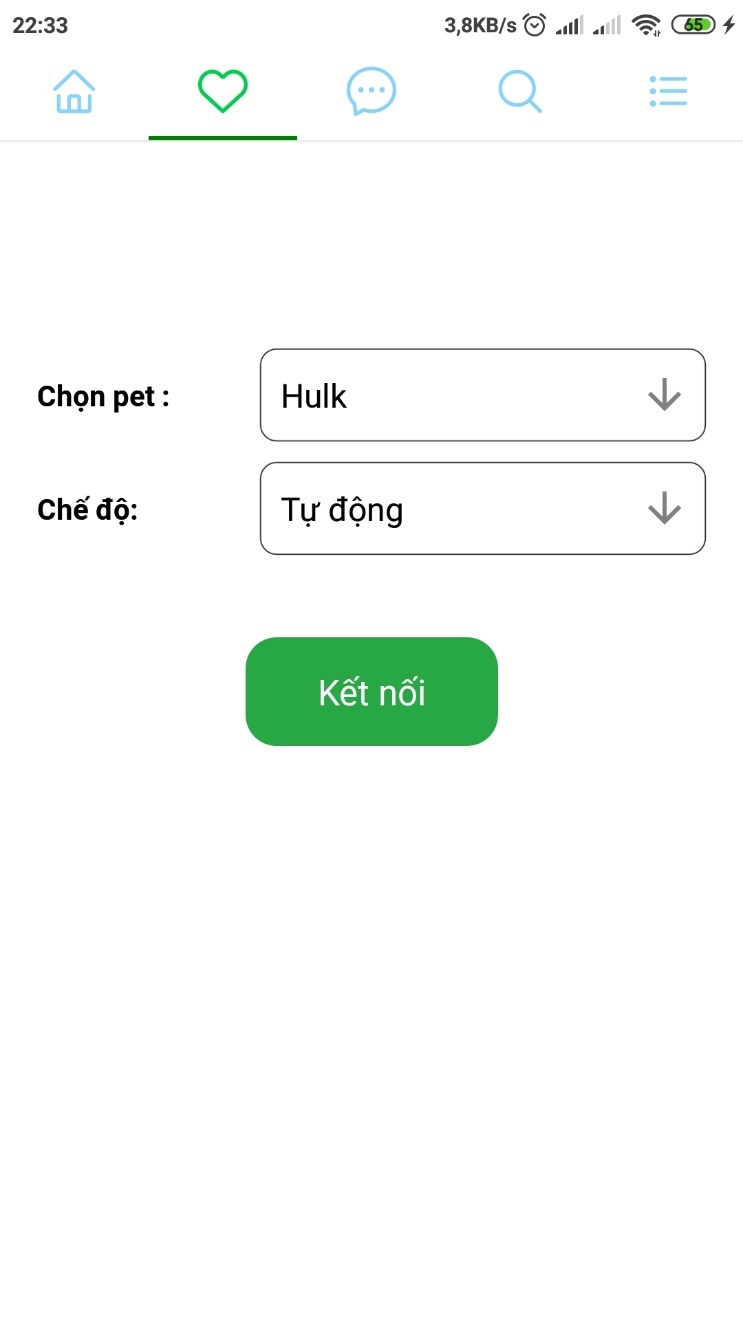 22:33 3,8KB/s 65
Chọn pet : Hulk
Chế độ: Tự động
Kết nối